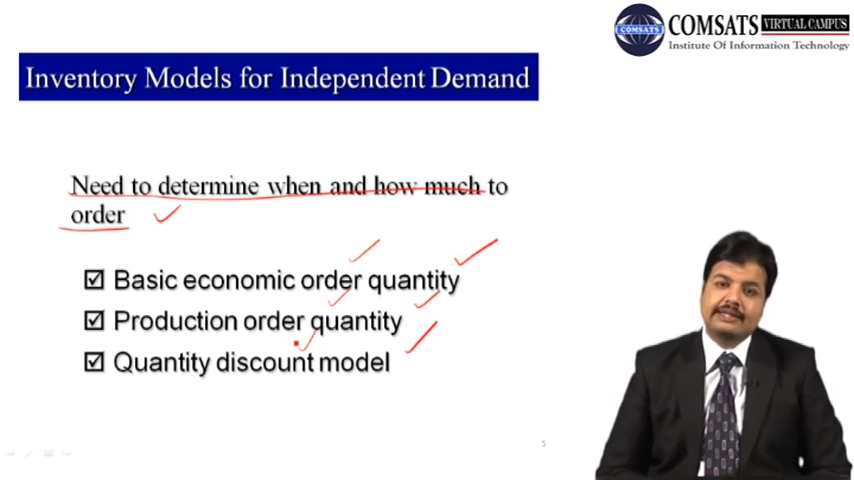 COMSATS VIRTUAL CAMPUS
COMSATS
Institute Of Information Technology
Inventory Models for Independent Demand
Need to determine when and how much to
order
Basic economic order quantity
Production order quantity
Quantity discount model
5